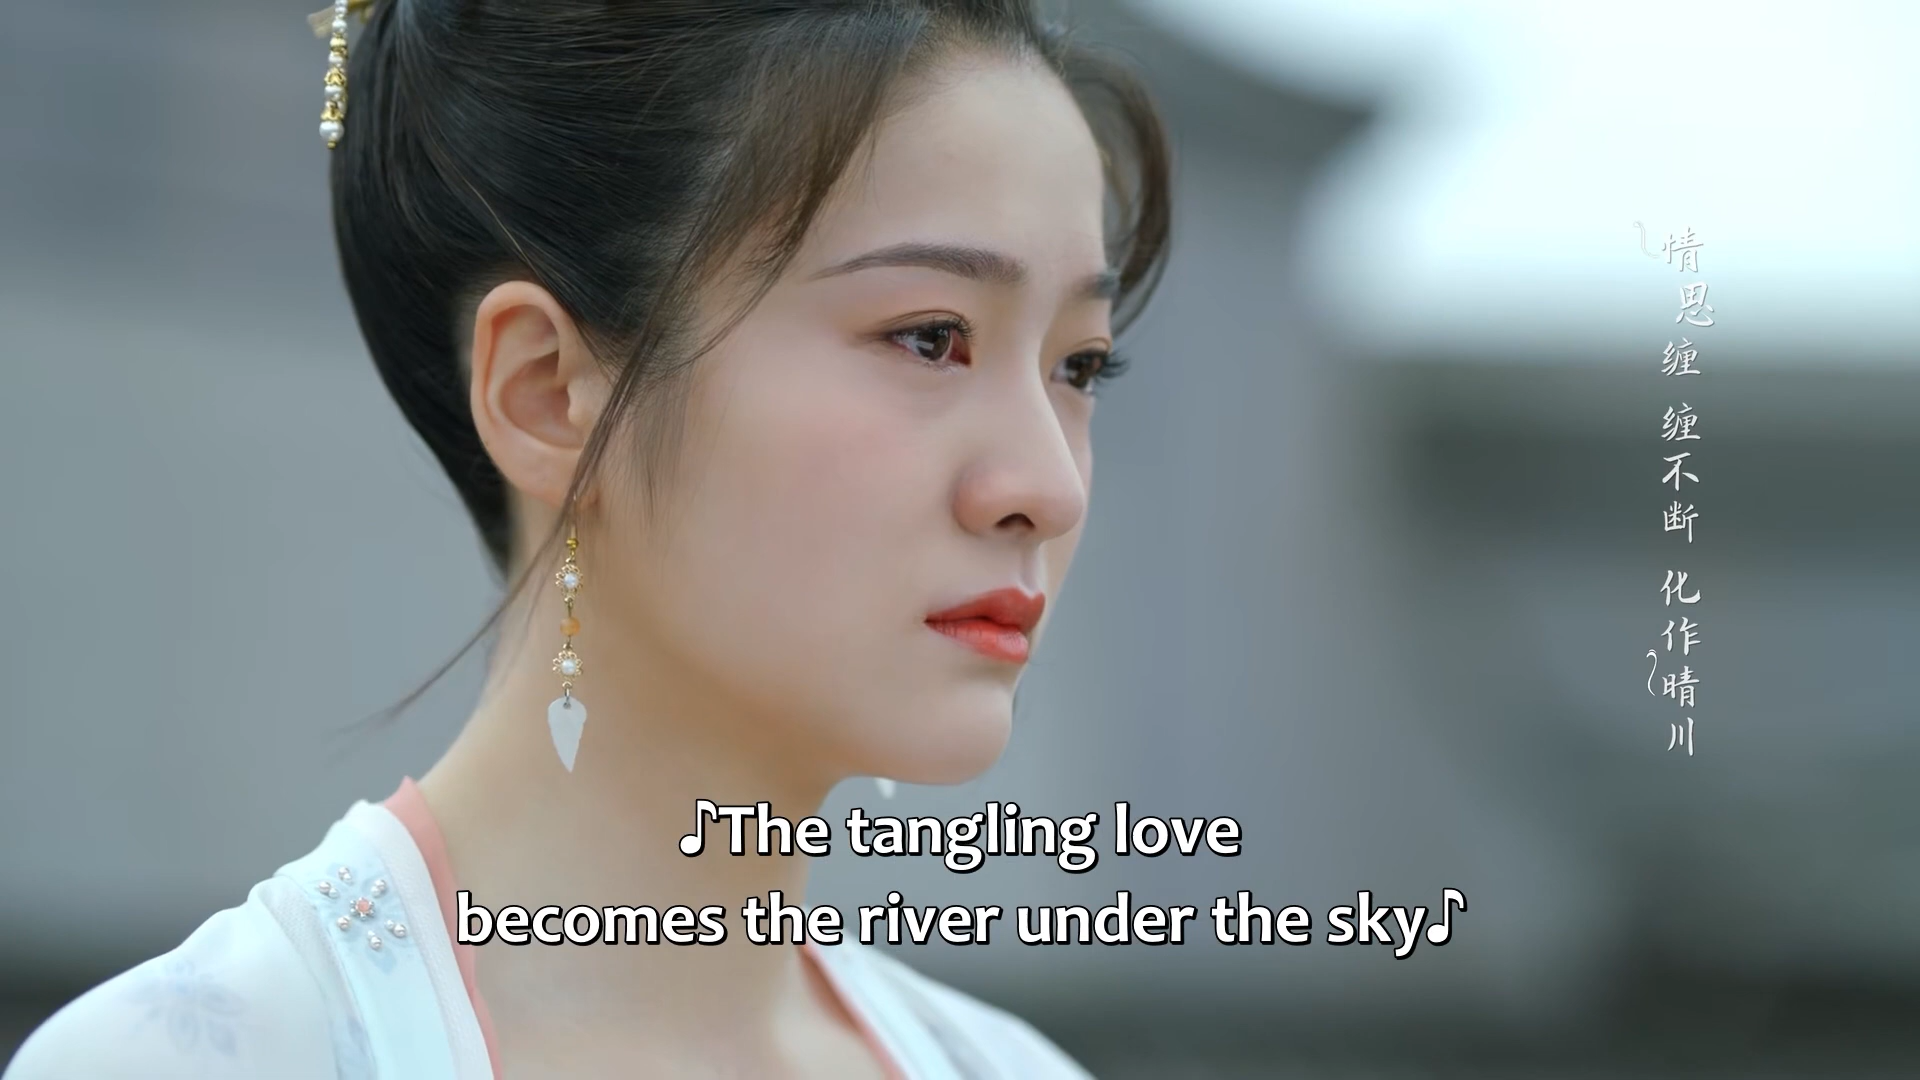 情思缠 缠不断 化作晴川
♪The tangling love
becomes the river under the sky♪